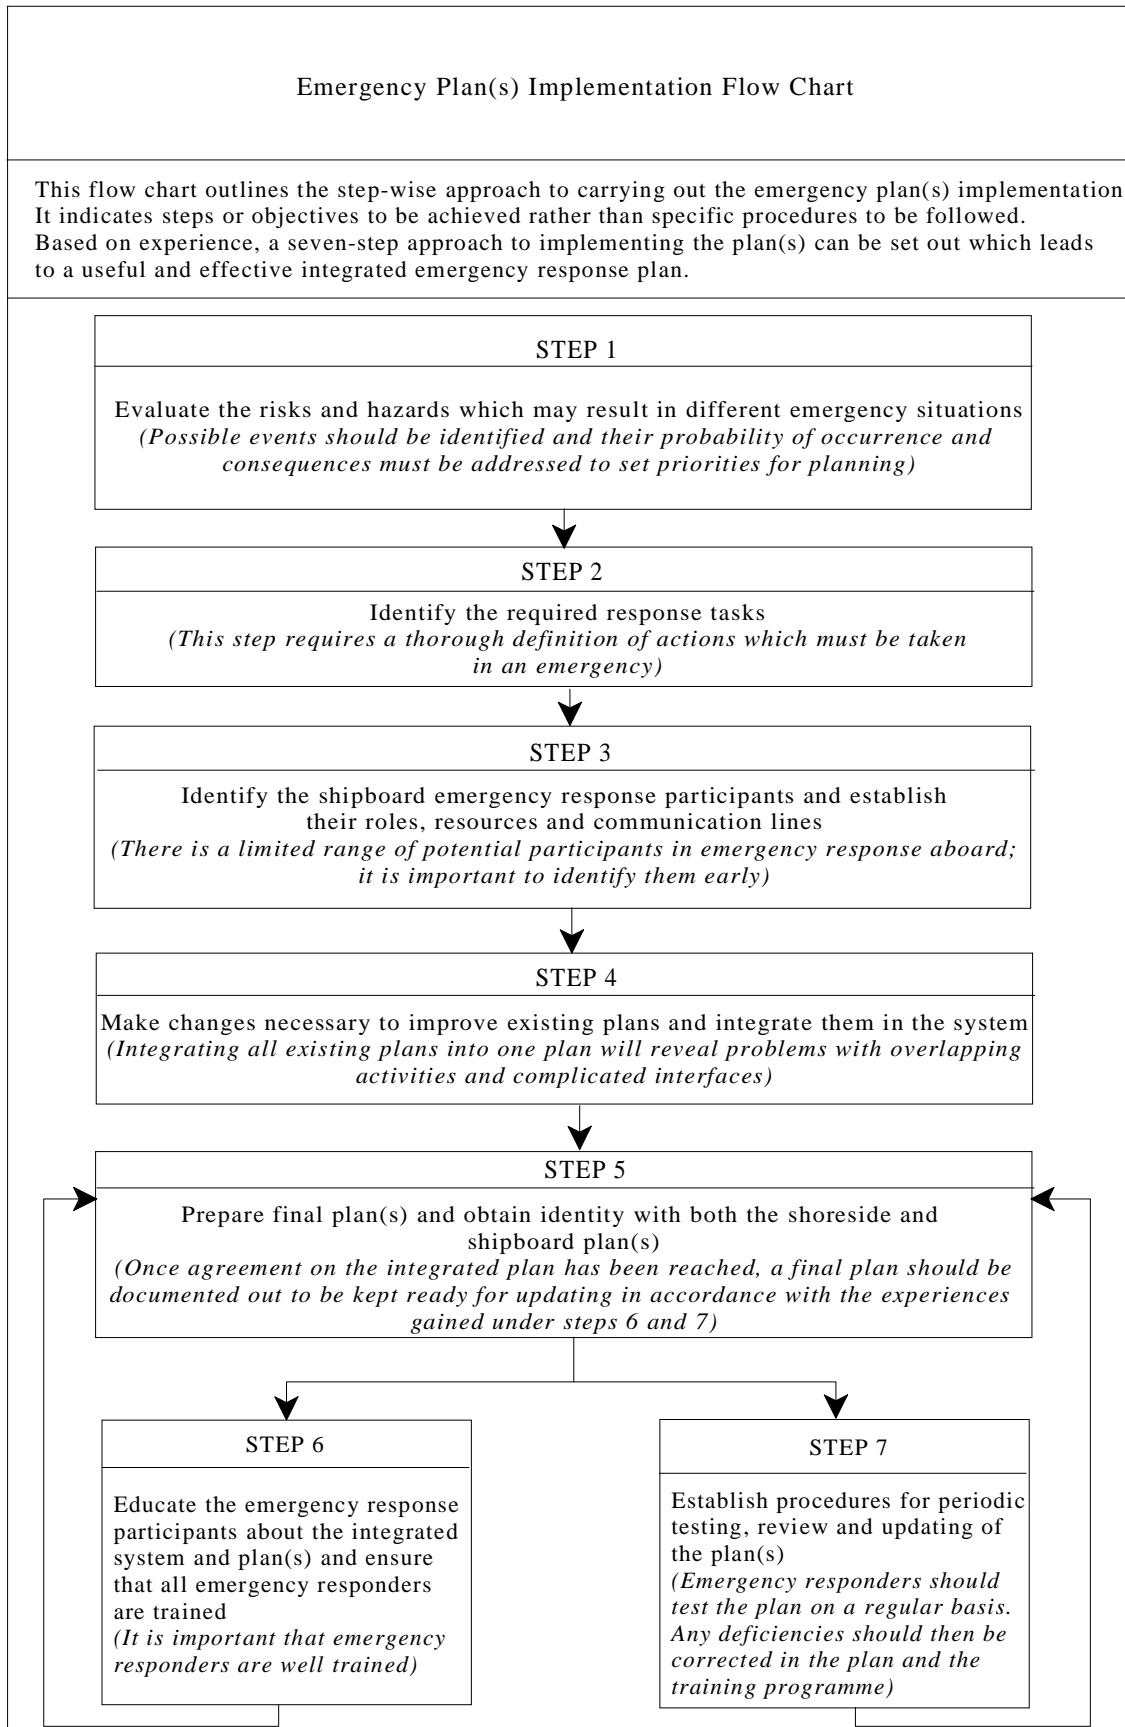 Emergency Plan(s) Implementation Flow Chart
This flow chart outlines the step-wise approach to carrying out the emergency plan(s) implementation
It indicates steps or objectives to be achieved rather than specific procedures to be followed.
Based on experience, a seven-step approach to implementing the plan(s) can be set out which leads
to a useful and effective integrated emergency response plan.
STEP 1
Evaluate the risks and hazards which may result in different emergency situations
(Possible events should be identified and their probability of occurrence and
consequences must be addressed to set priorities for planning)
STEP 2
Identify the required response tasks
(This step requires a thorough definition of actions which must be taken
in an emergency)
STEP 3
Identify the shipboard emergency response participants and establish
their roles, resources and communication lines
(There is a limited range of potential participants in emergency response aboard;
it is important to identify them early)
STEP 4
Make changes necessary to improve existing plans and integrate them in the system
(Integrating all existing plans into one plan will reveal problems with overlapping
activities and complicated interfaces)
STEP 5
Prepare final plan(s) and obtain identity with both the shoreside and
shipboard plan(s)
(Once agreement on the integrated plan has been reached, a final plan should be
documented out to be kept ready for updating in accordance with the experiences
gained under steps 6 and 7)
STEP 6
Educate the emergency response
participants about the integrated
system and plan(s) and ensure
that all emergency responders
are trained
(It is important that emergency
responders are well trained)
STEP 7
Establish procedures for periodic
testing, review and updating of
the plan(s)
(Emergency responders should
test the plan on a regular basis.
Any deficiencies should then be
corrected in the plan and the
training programme)